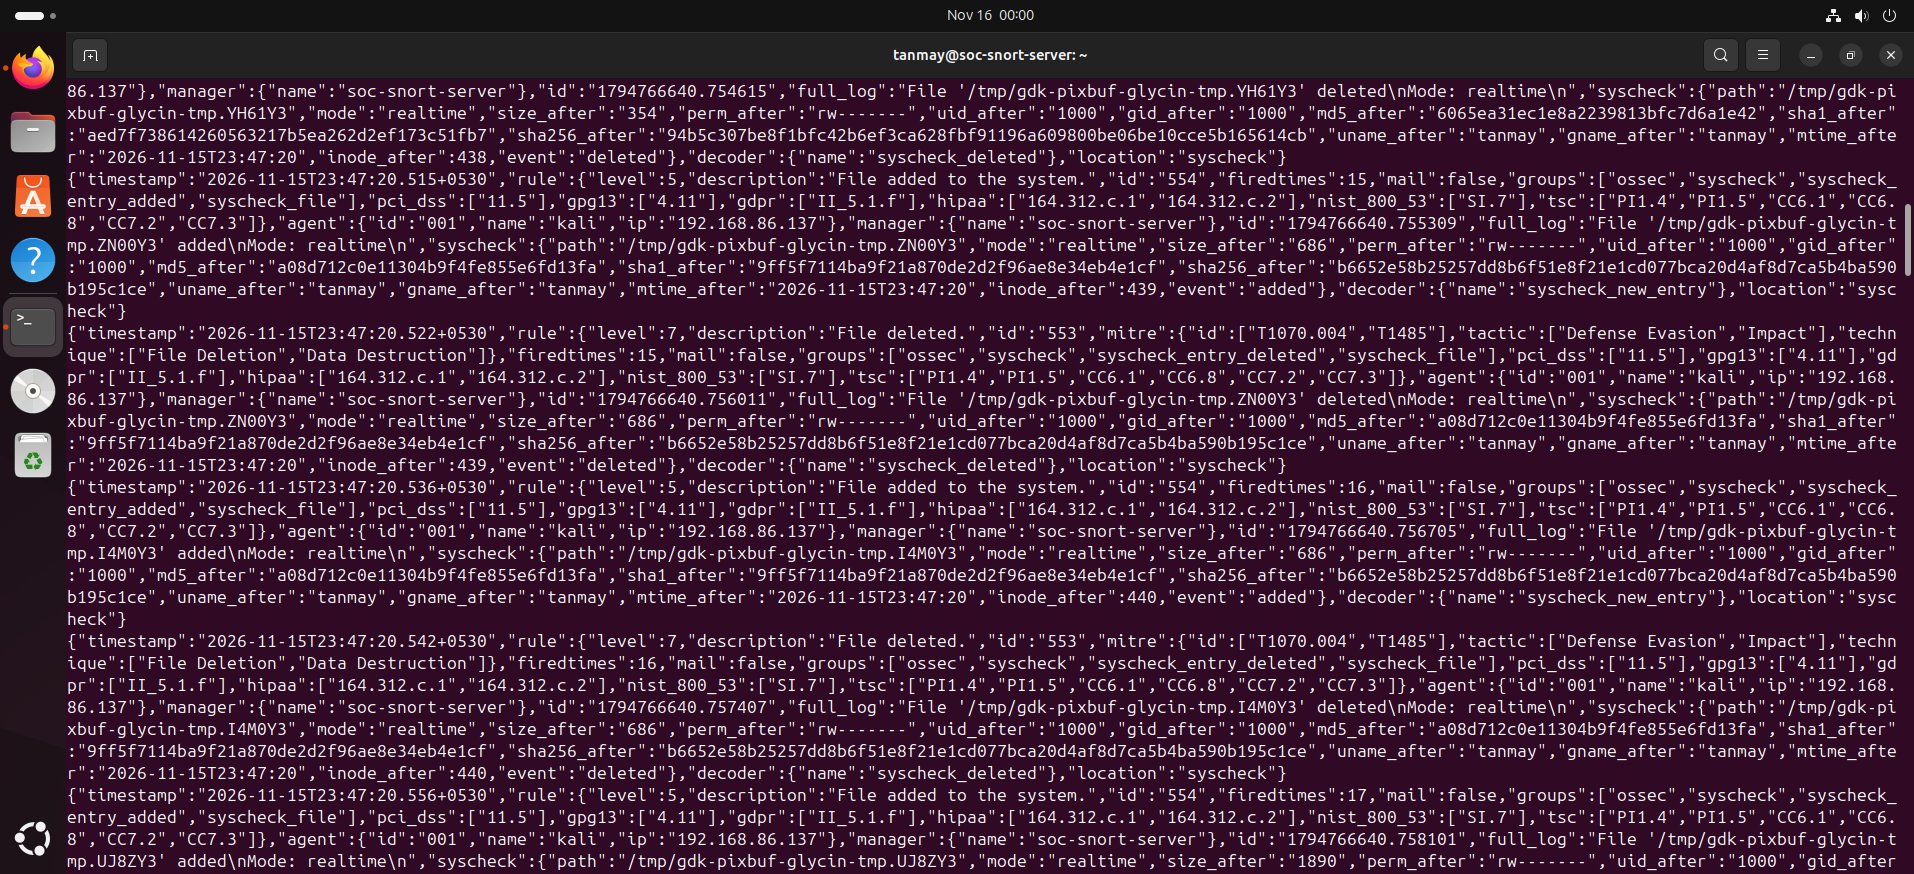 Nov 16 00:00
tanmay@soc-snort-server: ~
86.137"},"manager":{"name":"soc-snort-server"},"id":"1794766640.754615","full_log":"File '/tmp/gdk-pixbuf-glycin-tmp.YH61Y3' deleted\nMode: realtime\n","syscheck":{"path":"/tmp/gdk-pi
xbuf-glycin-tmp.YH61Y3","mode":"realtime","size_after":"354","perm_after":"rw-------","uid_after":"1000","gid_after":"1000","md5_after":"6065ea31ec1e8a2239813bfc7d6a1e42","sha1_after"
:"aed7f738614260563217b5ea262d2ef173c51fb7","sha256_after":"94b5c307be8f1bfc42b6ef3ca628fbf91196a609800be06be10cce5b165614cb","uname_after":"tanmay","gname_after":"tanmay","mtime_afte
r":"2026-11-15T23:47:20","inode_after":438,"event":"deleted"},"decoder":{"name":"syscheck_deleted"},"location":"syscheck"}
{"timestamp":"2026-11-15T23:47:20.515+0530","rule":{"level":5,"description":"File added to the system.","id":"554","firedtimes":15,"mail":false,"groups":["ossec","syscheck","syscheck_
entry_added","syscheck_file"],"pci_dss":["11.5"],"gpg13":["4.11"],"gdpr":["II_5.1.f"],"hipaa":["164.312.c.1","164.312.c.2"],"nist_800_53":["SI.7"],"tsc":["PI1.4","PI1.5","CC6.1","CC6.
8","CC7.2","CC7.3"]},"agent":{"id":"001","name":"kali","ip":"192.168.86.137"},"manager":{"name":"soc-snort-server"},"id":"1794766640.755309","full_log":"File '/tmp/gdk-pixbuf-glycin-t
mp.ZN00Y3' added\nMode: realtime\n","syscheck":{"path":"/tmp/gdk-pixbuf-glycin-tmp.ZN00Y3","mode":"realtime","size_after":"686","perm_after":"rw-------","uid_after":"1000","gid_after"
:"1000","md5_after":"a08d712c0e11304b9f4fe855e6fd13fa","sha1_after":"9ff5f7114ba9f21a870de2d2f96ae8e34eb4e1cf","sha256_after":"b6652e58b25257dd8b6f51e8f21e1cd077bca20d4af8d7ca5b4ba590
b195c1ce","uname_after":"tanmay","gname_after":"tanmay","mtime_after":"2026-11-15T23:47:20","inode_after":439,"event":"added"},"decoder":{"name":"syscheck_new_entry"},"location":"sysc
heck"}
{"timestamp":"2026-11-15T23:47:20.522+0530","rule":{"level":7,"description":"File deleted.","id":"553","mitre":{"id":["T1070.004","T1485"],"tactic":["Defense Evasion","Impact"],"techn
ique":["File Deletion","Data Destruction"]},"firedtimes":15,"mail":false,"groups":["ossec","syscheck","syscheck_entry_deleted","syscheck_file"],"pci_dss":["11.5"],"gpg13":["4.11"],"gd
pr":["II_5.1.f"],"hipaa":["164.312.c.1","164.312.c.2"],"nist_800_53":["SI.7"],"tsc":["PI1.4","PI1.5","CC6.1","CC6.8","CC7.2","CC7.3"]},"agent":{"id":"001","name":"kali","ip":"192.168.
86.137"},"manager":{"name":"soc-snort-server"},"id":"1794766640.756011","full_log":"File '/tmp/gdk-pixbuf-glycin-tmp.ZN00Y3' deleted\nMode: realtime\n","syscheck":{"path":"/tmp/gdk-pi
xbuf-glycin-tmp.ZN00Y3","mode":"realtime","size_after":"686","perm_after":"rw-------","uid_after":"1000","gid_after":"1000","md5_after":"a08d712c0e11304b9f4fe855e6fd13fa","sha1_after"
:"9ff5f7114ba9f21a870de2d2f96ae8e34eb4e1cf","sha256_after":"b6652e58b25257dd8b6f51e8f21e1cd077bca20d4af8d7ca5b4ba590b195c1ce","uname_after":"tanmay","gname_after":"tanmay","mtime_afte
r":"2026-11-15T23:47:20","inode_after":439,"event":"deleted"},"decoder":{"name":"syscheck_deleted"},"location":"syscheck"}
{"timestamp":"2026-11-15T23:47:20.536+0530","rule":{"level":5,"description":"File added to the system.","id":"554","firedtimes":16,"mail":false,"groups":["ossec","syscheck","syscheck_
entry_added","syscheck_file"],"pci_dss":["11.5"],"gpg13":["4.11"],"gdpr":["II_5.1.f"],"hipaa":["164.312.c.1","164.312.c.2"],"nist_800_53":["SI.7"],"tsc":["PI1.4","PI1.5","CC6.1","CC6.
8","CC7.2","CC7.3"]},"agent":{"id":"001","name":"kali","ip":"192.168.86.137"},"manager":{"name":"soc-snort-server"},"id":"1794766640.756705","full_log":"File '/tmp/gdk-pixbuf-glycin-t
mp.I4M0Y3' added\nMode: realtime\n","syscheck":{"path":"/tmp/gdk-pixbuf-glycin-tmp.I4M0Y3","mode":"realtime","size_after":"686","perm_after":"rw-------","uid_after":"1000","gid_after"
:"1000","md5_after":"a08d712c0e11304b9f4fe855e6fd13fa","sha1_after":"9ff5f7114ba9f21a870de2d2f96ae8e34eb4e1cf","sha256_after":"b6652e58b25257dd8b6f51e8f21e1cd077bca20d4af8d7ca5b4ba590
b195c1ce","uname_after":"tanmay","gname_after":"tanmay","mtime_after":"2026-11-15T23:47:20","inode_after":440,"event":"added"},"decoder":{"name":"syscheck_new_entry"},"location":"sysc
heck"}
{"timestamp":"2026-11-15T23:47:20.542+0530","rule":{"level":7,"description":"File deleted.","id":"553","mitre":{"id":["T1070.004","T1485"],"tactic":["Defense Evasion","Impact"],"techn
ique":["File Deletion","Data Destruction"]},"firedtimes":16,"mail":false,"groups":["ossec","syscheck","syscheck_entry_deleted","syscheck_file"],"pci_dss":["11.5"],"gpg13":["4.11"],"gd
pr":["II_5.1.f"],"hipaa":["164.312.c.1","164.312.c.2"],"nist_800_53":["SI.7"],"tsc":["PI1.4","PI1.5","CC6.1","CC6.8","CC7.2","CC7.3"]},"agent":{"id":"001","name":"kali","ip":"192.168.
86.137"},"manager":{"name":"soc-snort-server"},"id":"1794766640.757407","full_log":"File '/tmp/gdk-pixbuf-glycin-tmp.I4M0Y3' deleted\nMode: realtime\n","syscheck":{"path":"/tmp/gdk-pi
xbuf-glycin-tmp.I4M0Y3","mode":"realtime","size_after":"686","perm_after":"rw-------","uid_after":"1000","gid_after":"1000","md5_after":"a08d712c0e11304b9f4fe855e6fd13fa","sha1_after"
:"9ff5f7114ba9f21a870de2d2f96ae8e34eb4e1cf","sha256_after":"b6652e58b25257dd8b6f51e8f21e1cd077bca20d4af8d7ca5b4ba590b195c1ce","uname_after":"tanmay","gname_after":"tanmay","mtime_afte
r":"2026-11-15T23:47:20","inode_after":440,"event":"deleted"},"decoder":{"name":"syscheck_deleted"},"location":"syscheck"}
{"timestamp":"2026-11-15T23:47:20.556+0530","rule":{"level":5,"description":"File added to the system.","id":"554","firedtimes":17,"mail":false,"groups":["ossec","syscheck","syscheck_
entry_added","syscheck_file"],"pci_dss":["11.5"],"gpg13":["4.11"],"gdpr":["II_5.1.f"],"hipaa":["164.312.c.1","164.312.c.2"],"nist_800_53":["SI.7"],"tsc":["PI1.4","PI1.5","CC6.1","CC6.
8","CC7.2","CC7.3"]},"agent":{"id":"001","name":"kali","ip":"192.168.86.137"},"manager":{"name":"soc-snort-server"},"id":"1794766640.758101","full_log":"File '/tmp/gdk-pixbuf-glycin-t
mp.UJ8ZY3' added\nMode: realtime\n","syscheck":{"path":"/tmp/gdk-pixbuf-glycin-tmp.UJ8ZY3","mode":"realtime","size_after":"1890","perm_after":"rw-------","uid_after":"1000","gid_after